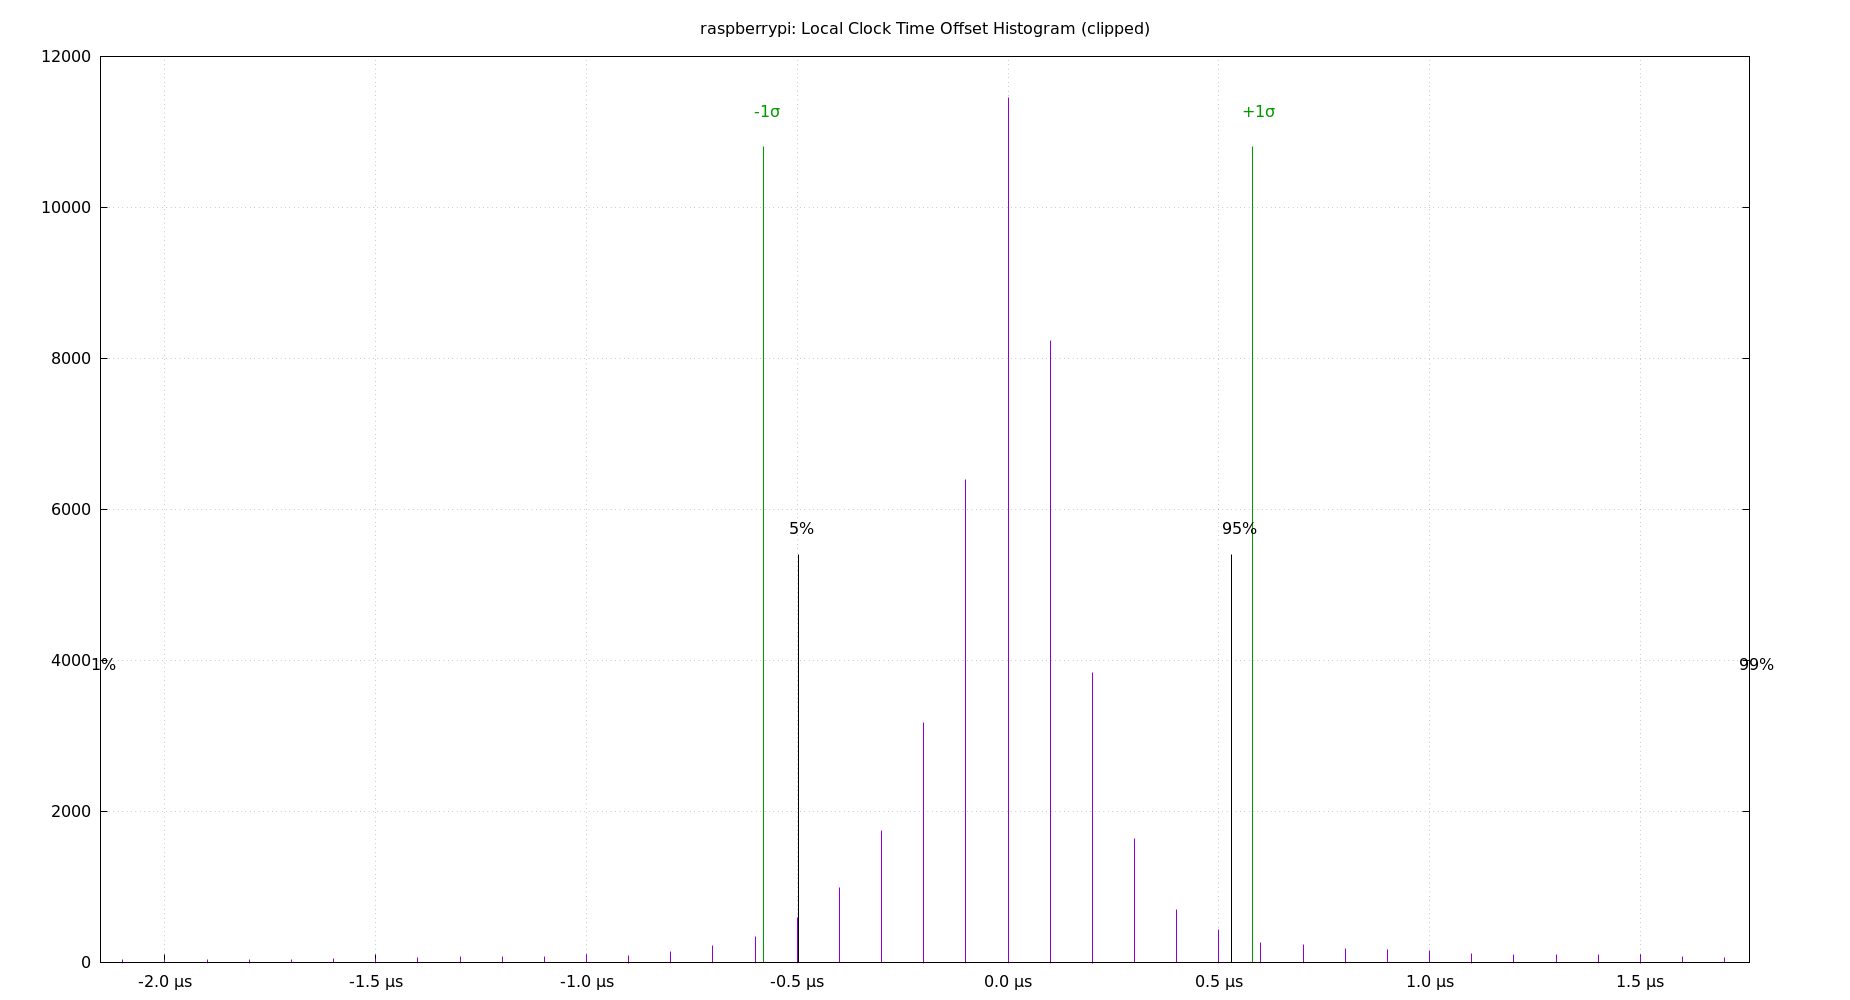 raspberrypi: Local Clock Time Offset Histogram (clipped)
12000
-1σ +1σ
10000
8000
6000
5% 95%
4000 1% 99%
2000
0
-2.0 µs -1.5 µs -1.0 µs -0.5 µs 0.0 µs 0.5 µs 1.0 µs 1.5 µs